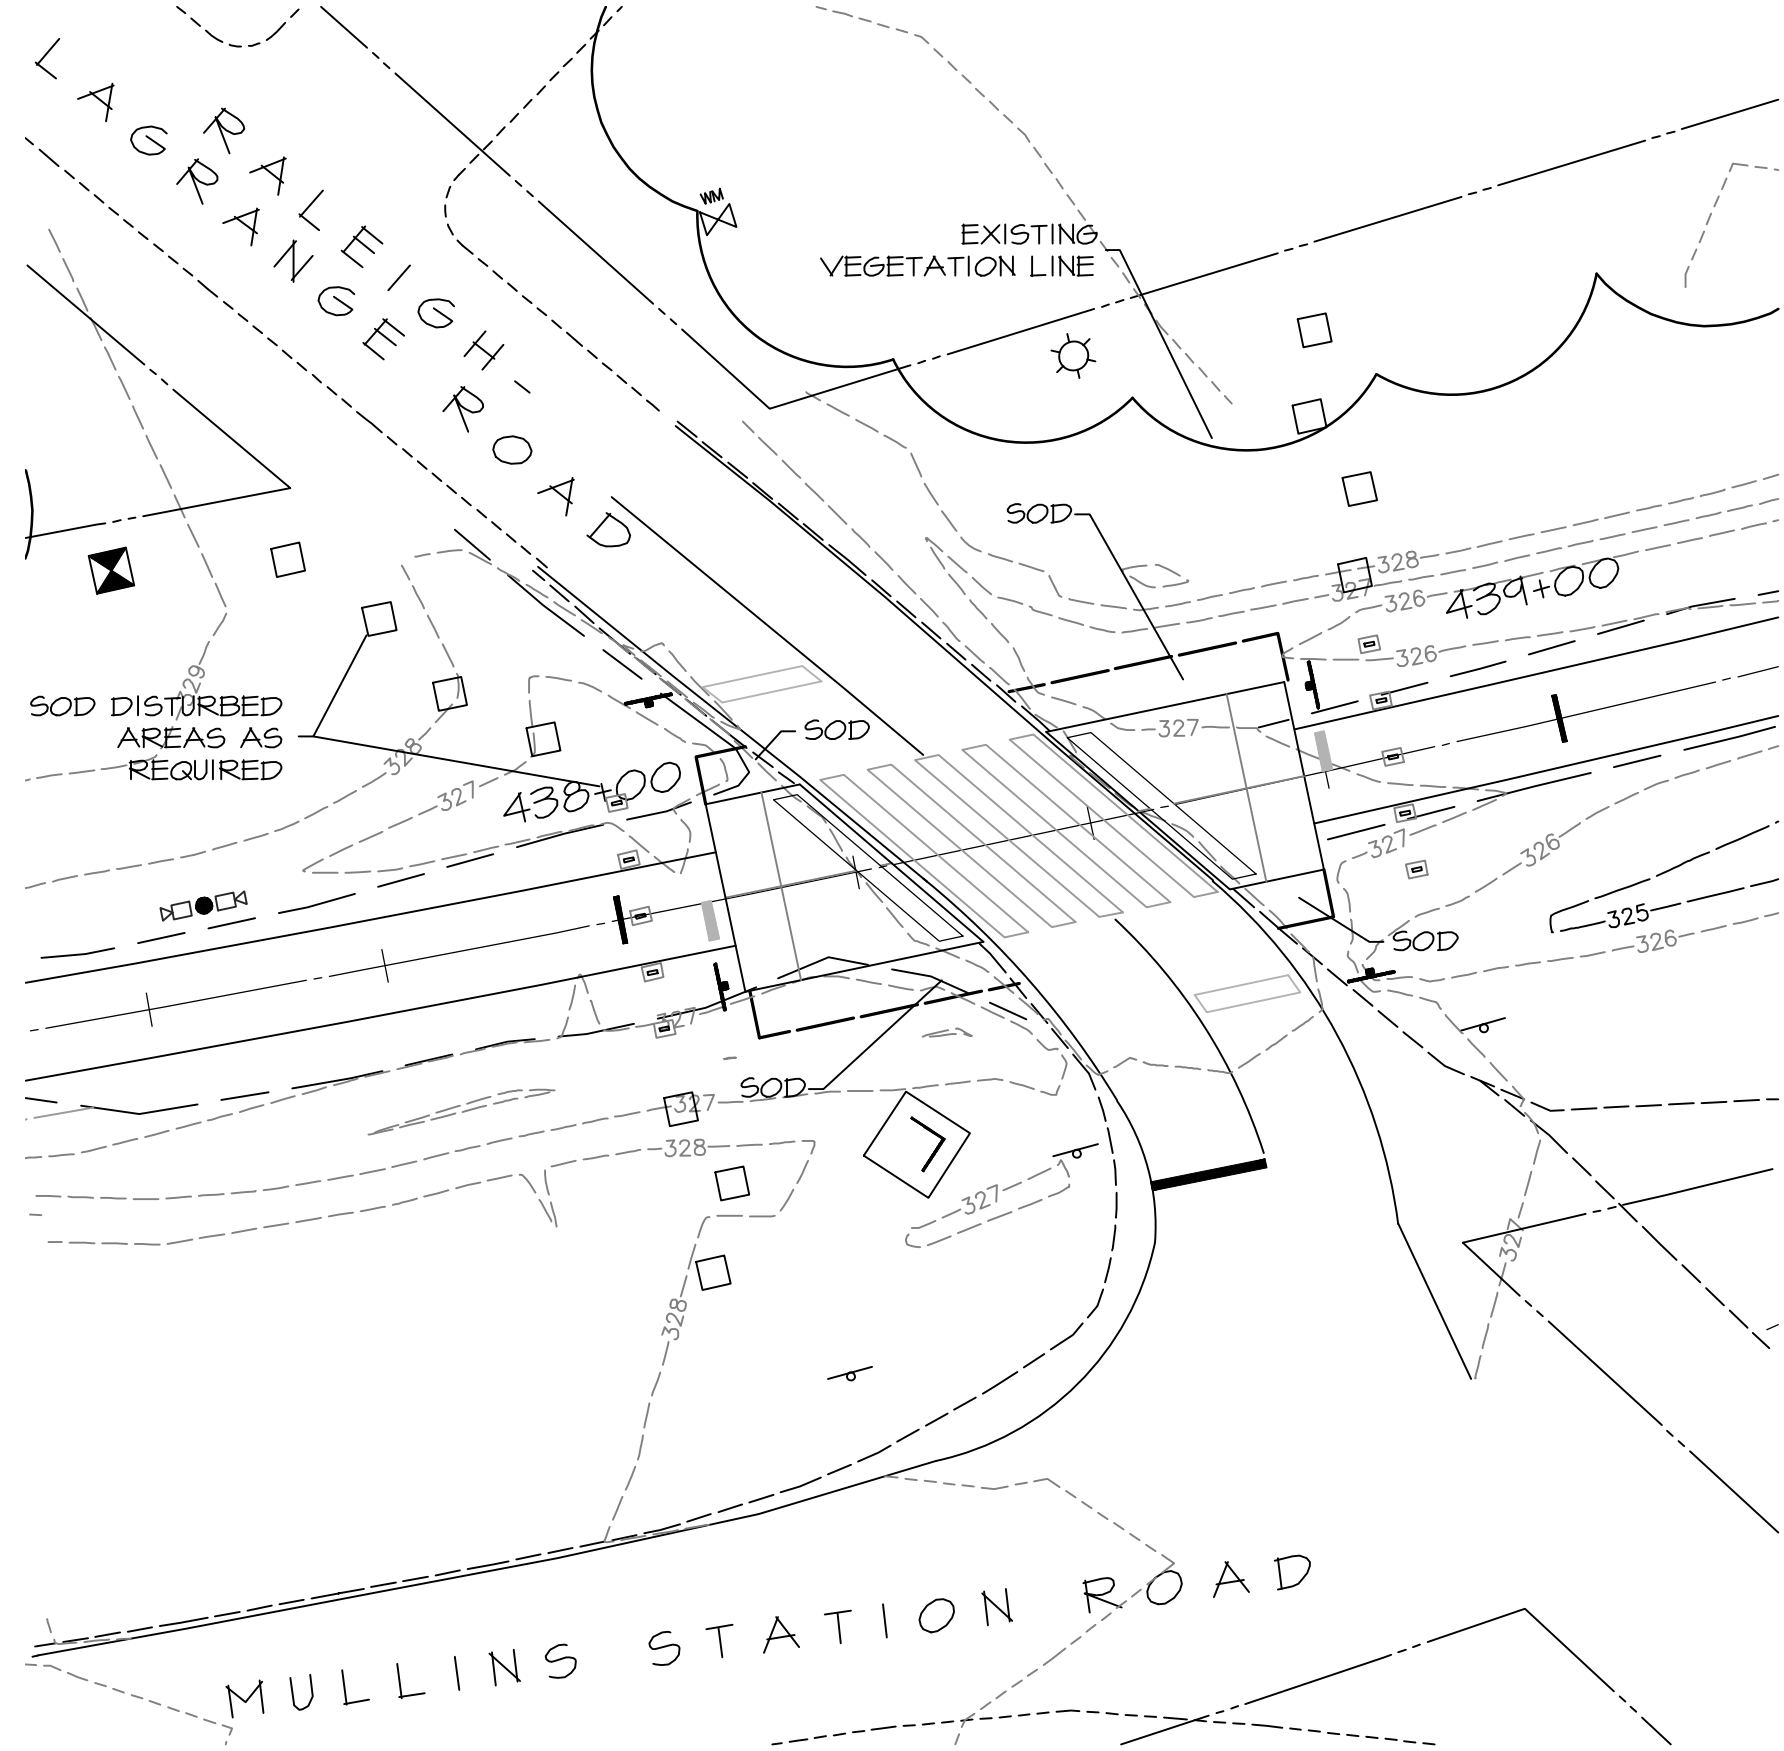 LAGRANGE
RALEIGH-
ROAD
WM
EXISTING
VEGETATION LINE
SOD
328
327
326
439+00
326
329
SOD DISTURBED
AREAS AS
REQUIRED
328
327
438+00
SOD
327
327
326
325
326
SOD
327
SOD
327
328
327
327
328
MULLINS STATION ROAD